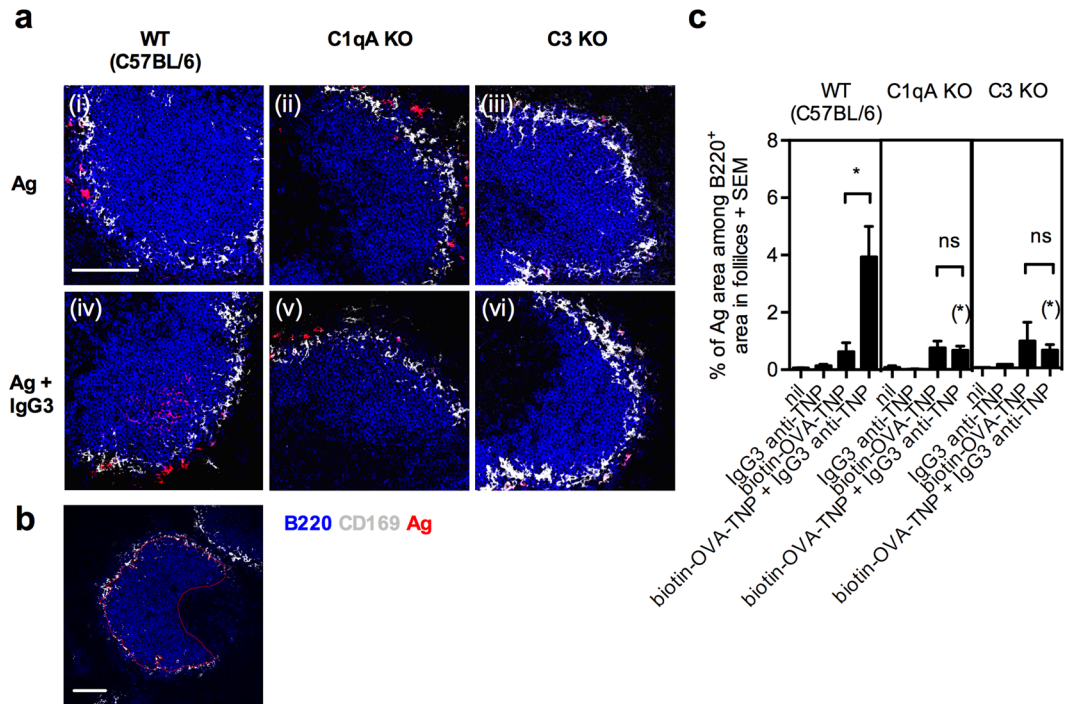 a
WT
(C57BL/6)
C1qA KO
C3 KO
Ag
(i)
(ii)
(iii)
Ag +
IgG3
(iv)
(v)
(vi)
b
B220 CD169 Ag
c
WT
(C57BL/6)
C1qA KO
C3 KO
% of Ag area among B220+
area in follilces + SEM
8
6
4
2
0
*
ns
(*)
ns
(*)
nil
IgG3 anti-TNP
biotin-OVA-TNP
biotin-OVA-TNP + IgG3 anti-TNP
nil
IgG3 anti-TNP
biotin-OVA-TNP
biotin-OVA-TNP + IgG3 anti-TNP
nil
IgG3 anti-TNP
biotin-OVA-TNP
biotin-OVA-TNP + IgG3 anti-TNP